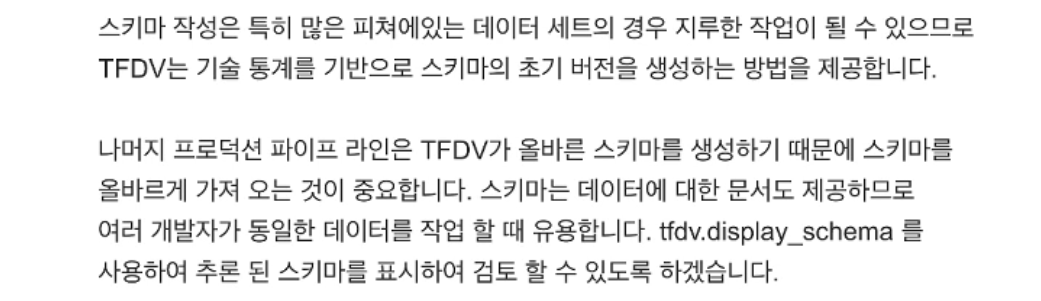 스키마 작성은 특히 많은 피쳐에있는 데이터 세트의 경우 지루한 작업이 될 수 있으므로
TFDV는 기술 통계를 기반으로 스키마의 초기 버전을 생성하는 방법을 제공합니다.
나머지 프로덕션 파이프 라인은 TFDV가 올바른 스키마를 생성하기 때문에 스키마를
올바르게 가져 오는 것이 중요합니다. 스키마는 데이터에 대한 문서도 제공하므로
여러 개발자가 동일한 데이터를 작업 할 때 유용합니다. tfdv.display_schema 를
사용하여 추론 된 스키마를 표시하여 검토 할 수 있도록 하겠습니다.